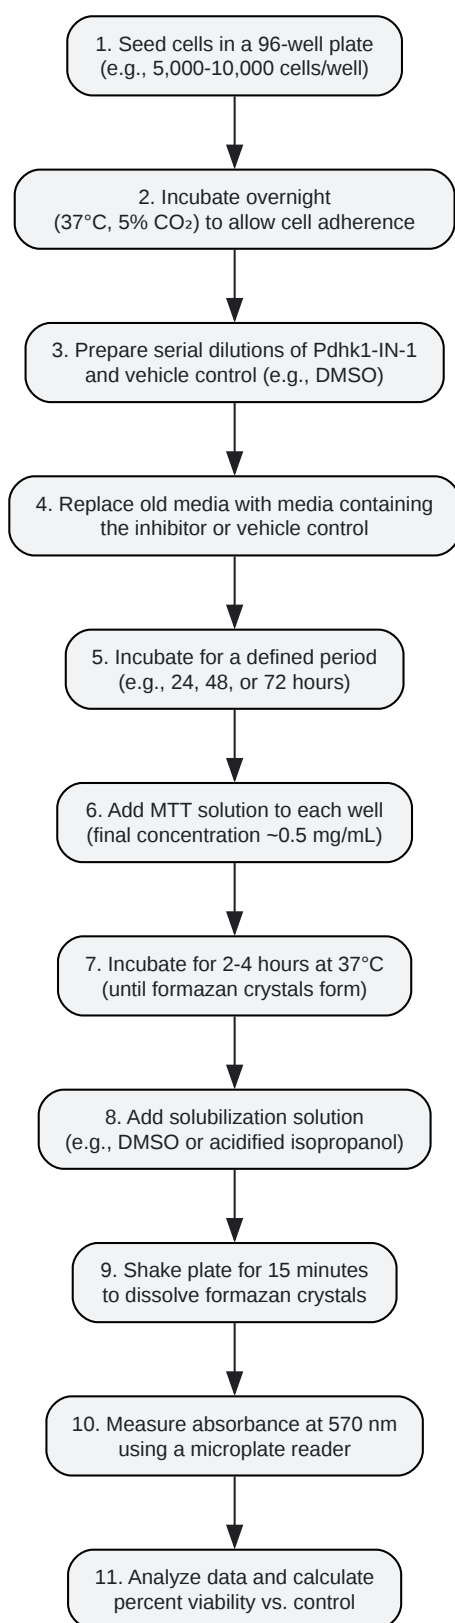 1. Seed cells in a 96-well plate
(e.g., 5,000-10,000 cells/well)
2. Incubate overnight
(37°C, 5% CO₂) to allow cell adherence
3. Prepare serial dilutions of Pdhk1-IN-1
and vehicle control (e.g., DMSO)
4. Replace old media with media containing
the inhibitor or vehicle control
5. Incubate for a defined period
(e.g., 24, 48, or 72 hours)
6. Add MTT solution to each well
(final concentration ~0.5 mg/mL)
7. Incubate for 2-4 hours at 37°C
(until formazan crystals form)
8. Add solubilization solution
(e.g., DMSO or acidified isopropanol)
9. Shake plate for 15 minutes
to dissolve formazan crystals
10. Measure absorbance at 570 nm
using a microplate reader
11. Analyze data and calculate
percent viability vs. control